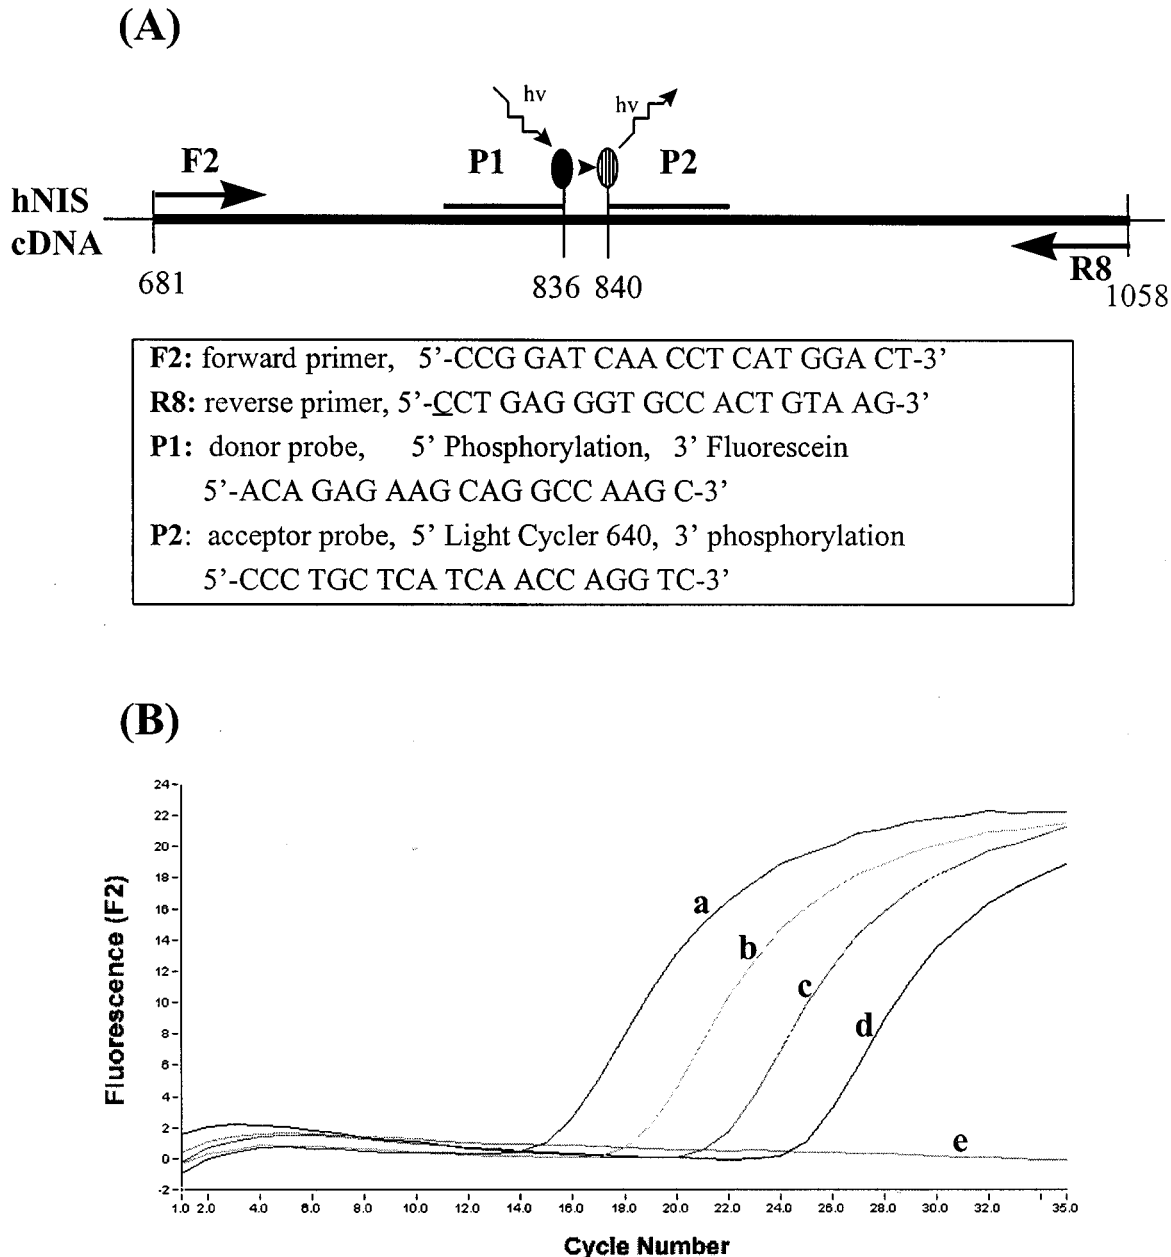 (A)
hv
hv
F2
P1
P2
hNIS
cDNA
R8
681
836
840
1058
F2: forward primer, 5'-CCG GAT CAA CCT CAT GGA CT-3'
R8: reverse primer, 5'-CCT GAG GGT GCC ACT GTA AG-3'
P1: donor probe, 5' Phosphorylation, 3' Fluorescein
5'-ACA GAG AAG CAG GCC AAG C-3'
P2: acceptor probe, 5' Light Cycler 640, 3' phosphorylation
5'-CCC TGC TCA TCA ACC AGG TC-3'
(B)
24
22
20
18
16
14
12
10
8
6
4
2
0
-2
Fluorescence (F2)
a
b
c
d
e
1.0 2.0 4.0 6.0 8.0 10.0 12.0 14.0 16.0 18.0 20.0 22.0 24.0 26.0 28.0 30.0 32.0 35.0
Cycle Number